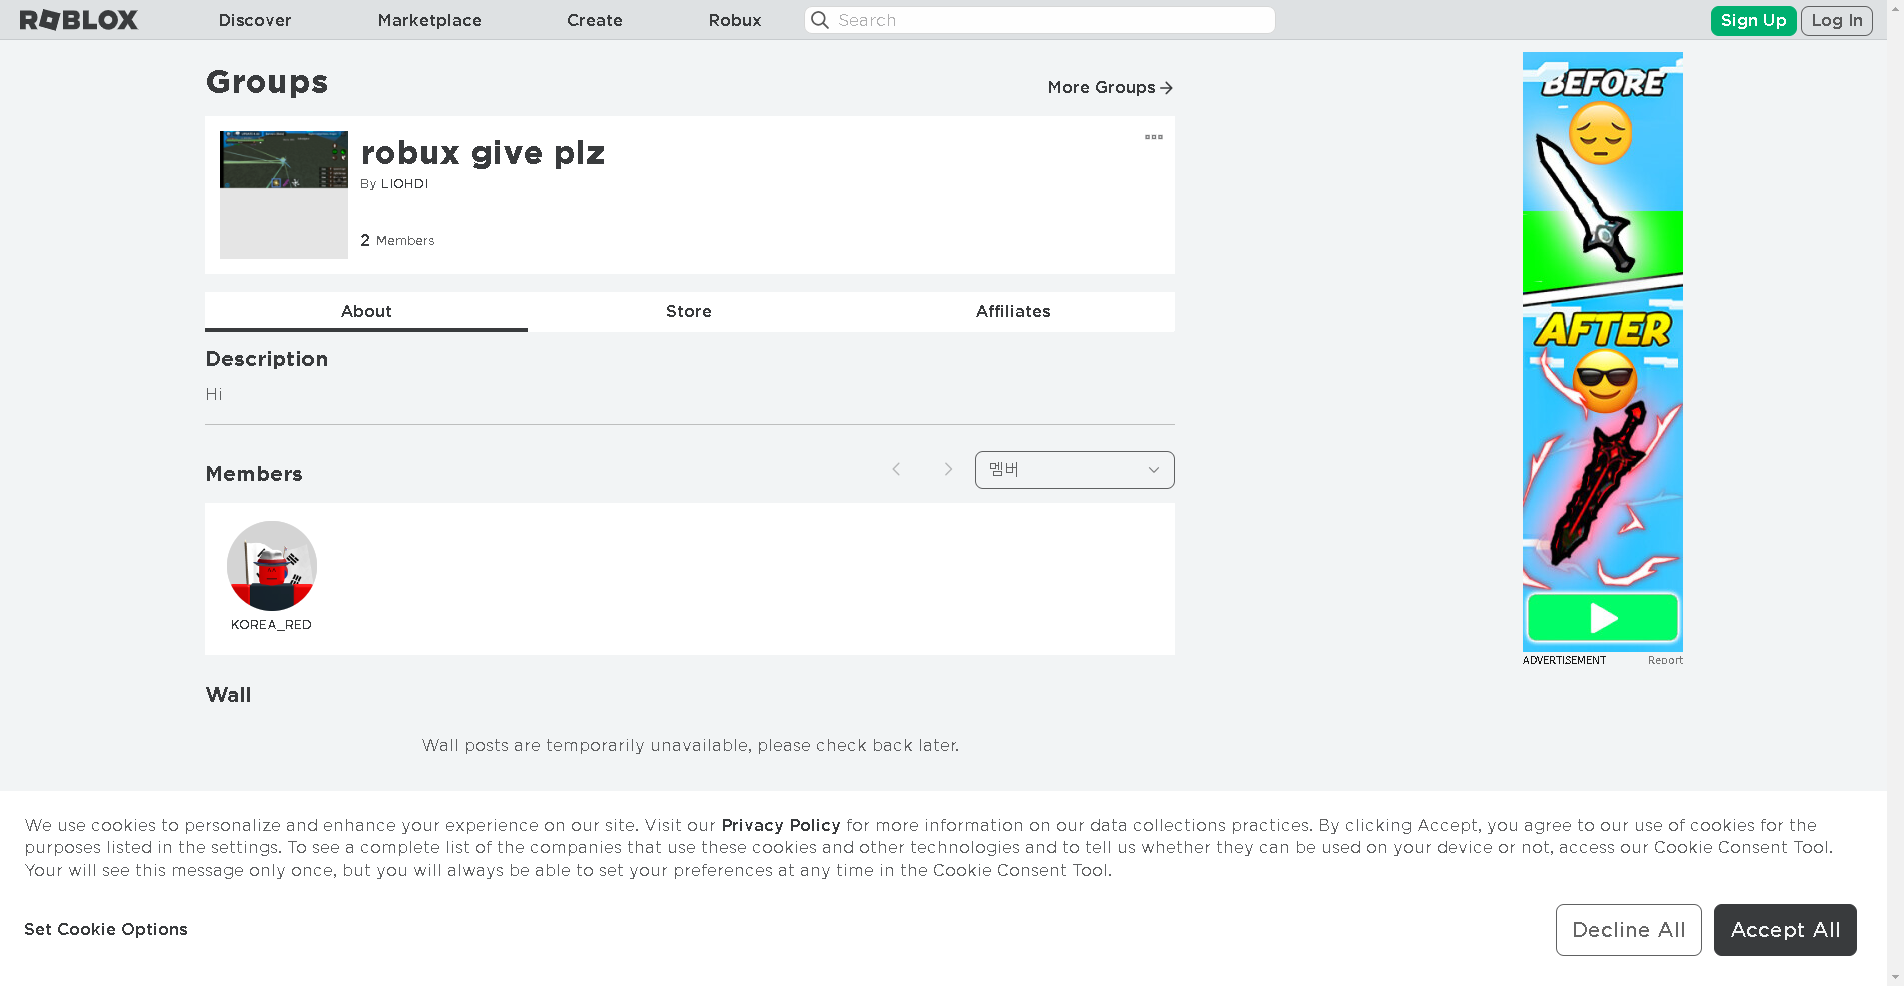 ROBLOX
Discover
Marketplace
Create
Robux
Search
Sign Up
Log In
Groups
More Groups
robux give plz
By LIOHDI
2 Members
About
Store
Affiliates
Description
Hi
Members
멤버
KOREA_RED
Wall
Wall posts are temporarily unavailable, please check back later.
BEFORE
AFTER
ADVERTISEMENT
Report
We use cookies to personalize and enhance your experience on our site. Visit our Privacy Policy for more information on our data collections practices. By clicking Accept, you agree to our use of cookies for the
purposes listed in the settings. To see a complete list of the companies that use these cookies and other technologies and to tell us whether they can be used on your device or not, access our Cookie Consent Tool.
Your will see this message only once, but you will always be able to set your preferences at any time in the Cookie Consent Tool.
Set Cookie Options
Decline All
Accept All